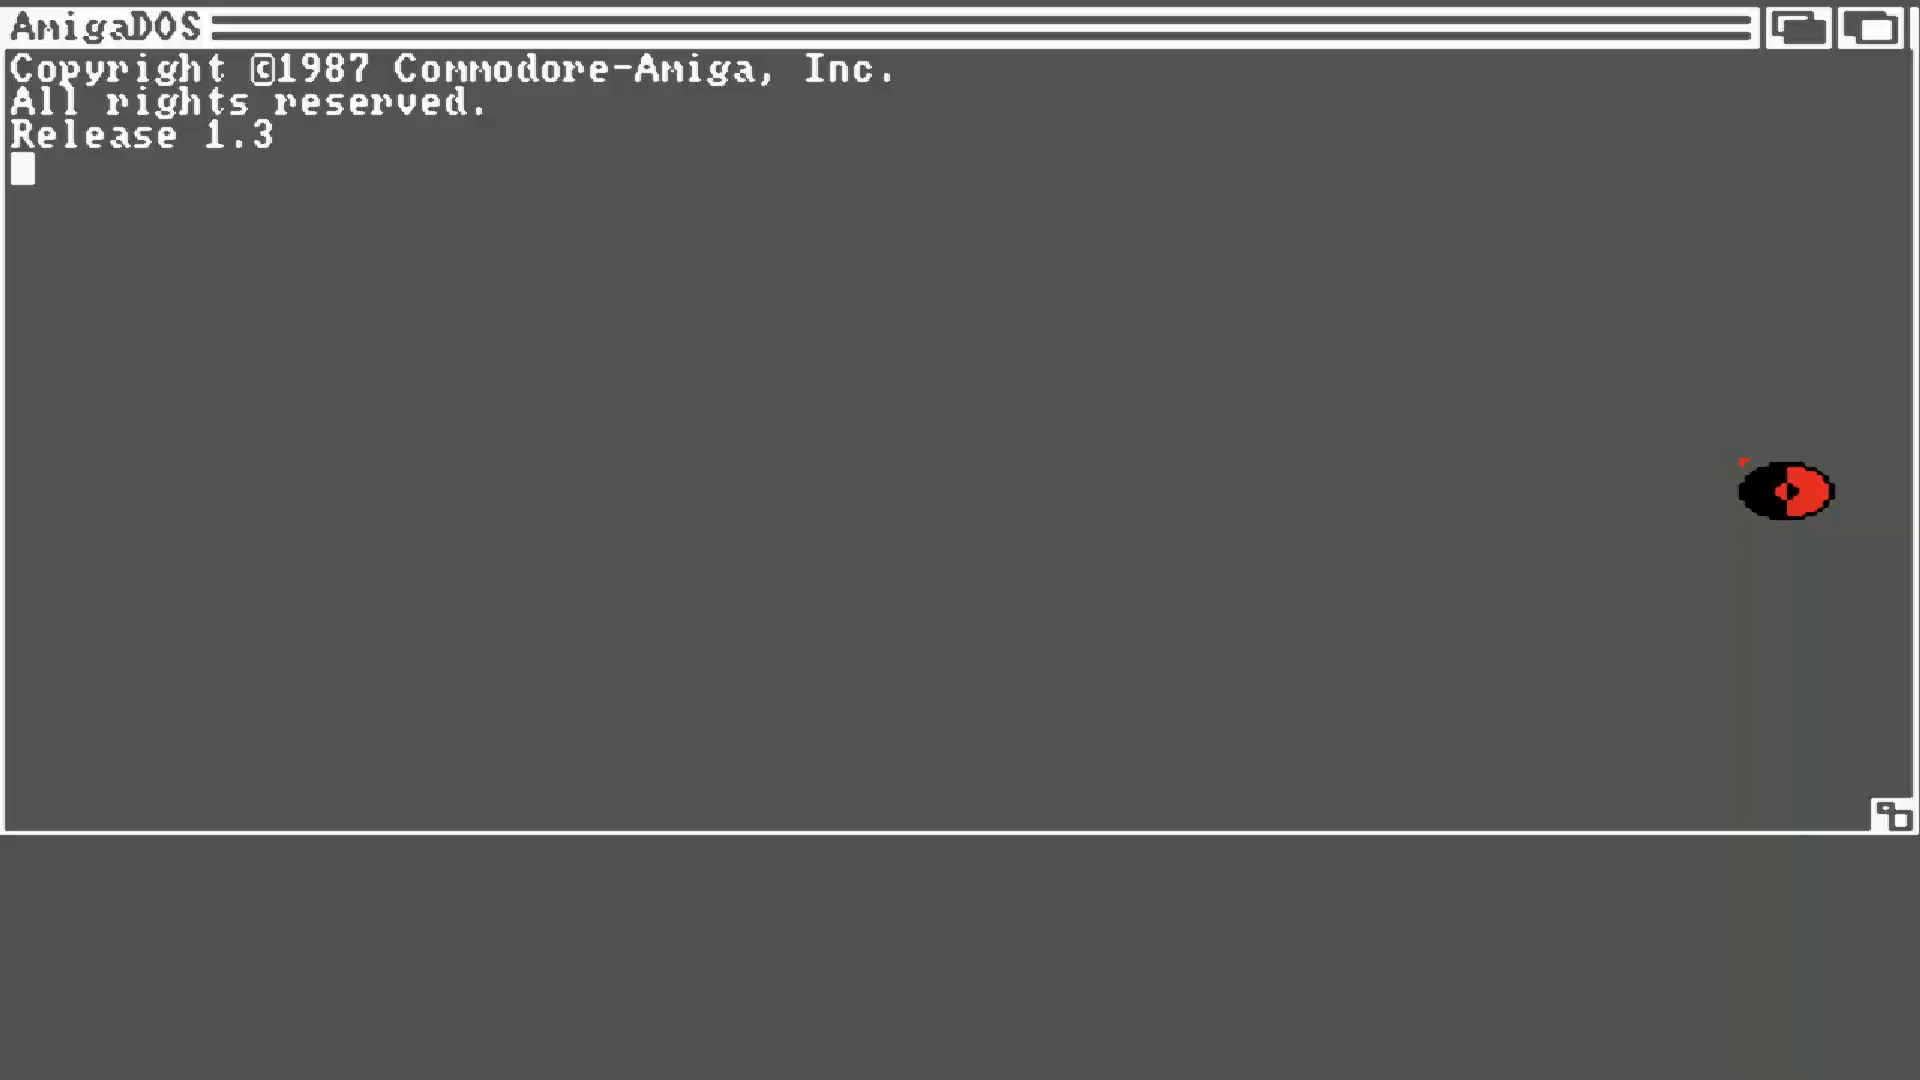 AmigaDOS
Copyright ©1987 Commodore-Amiga, Inc.
All rights reserved.
Release 1.3